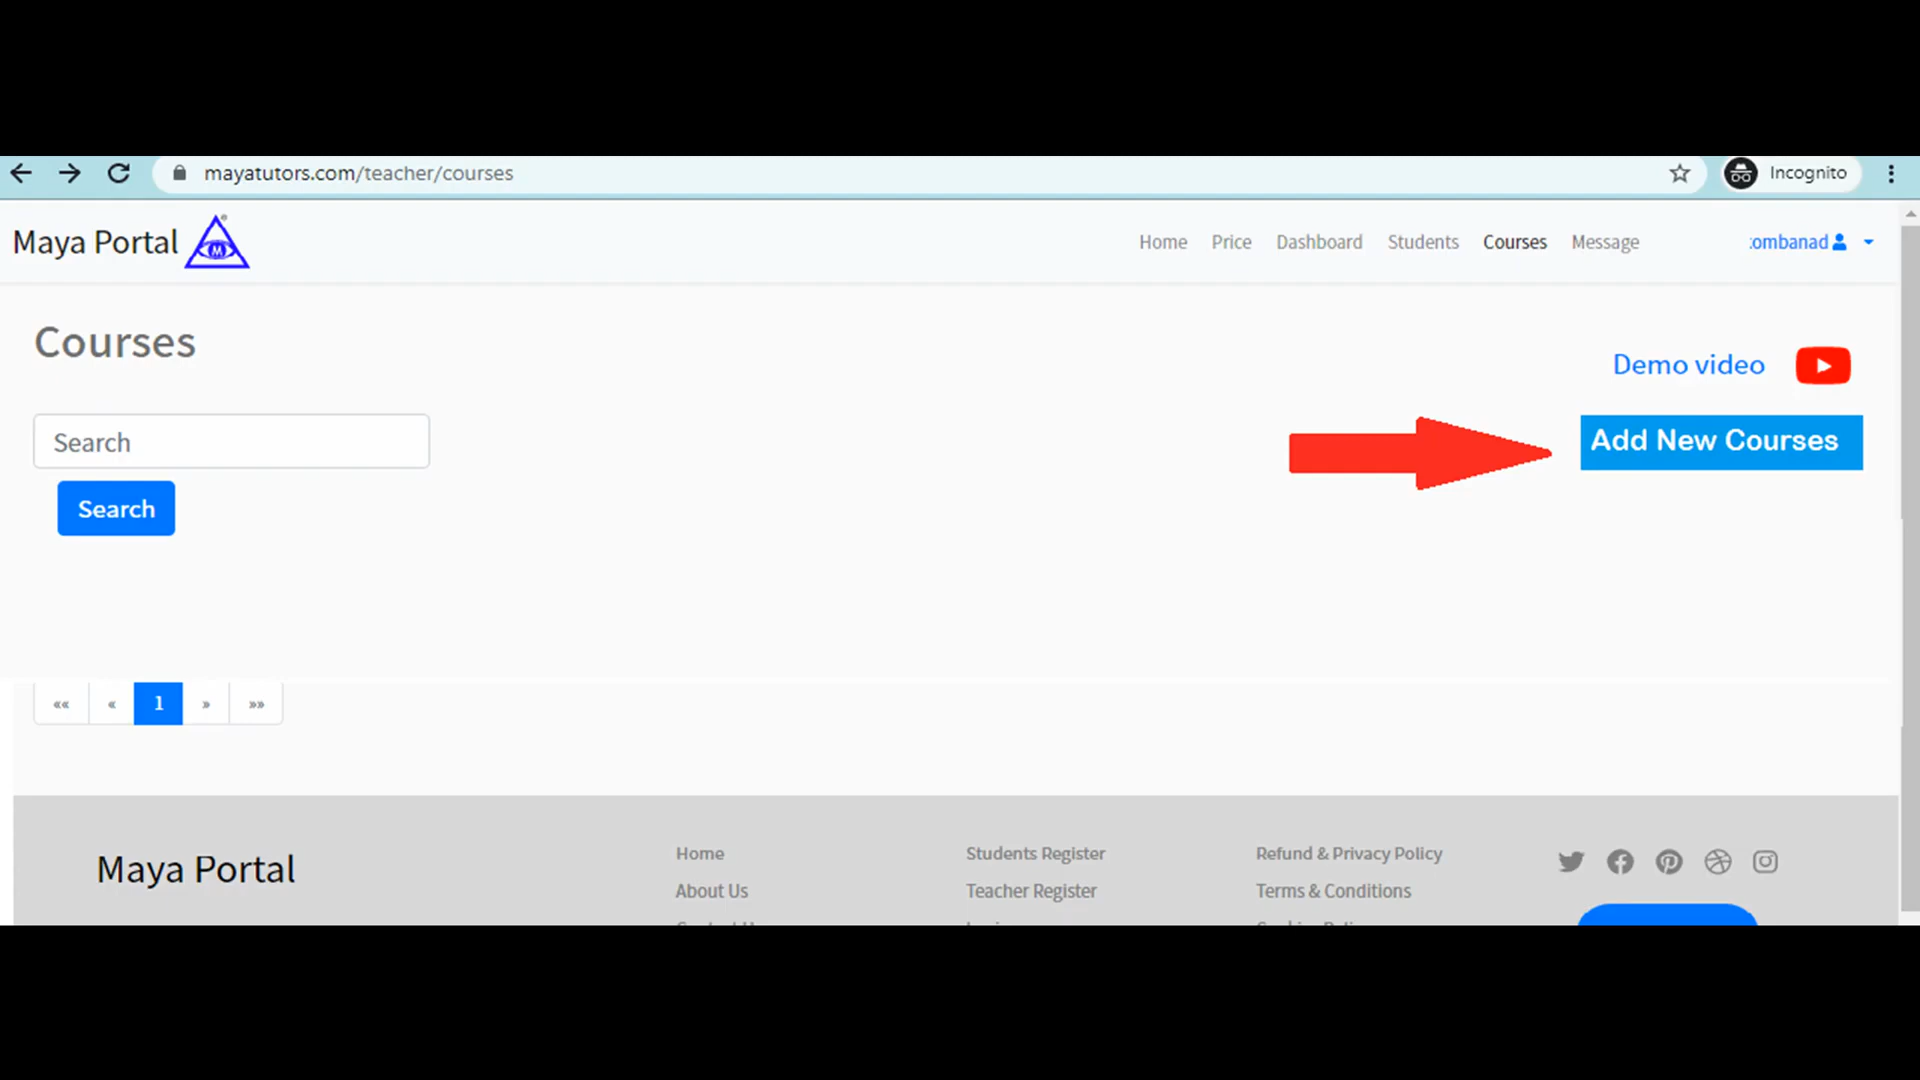 mayatutors.com/teacher/courses
Incognito
Maya Portal
M
Home Price Dashboard Students Courses Message
Courses
Demo video
Search
Add New Courses
Search
«« « 1 » »»
Maya Portal
Home
About Us
Students Register
Teacher Register
Refund & Privacy Policy
Terms & Conditions